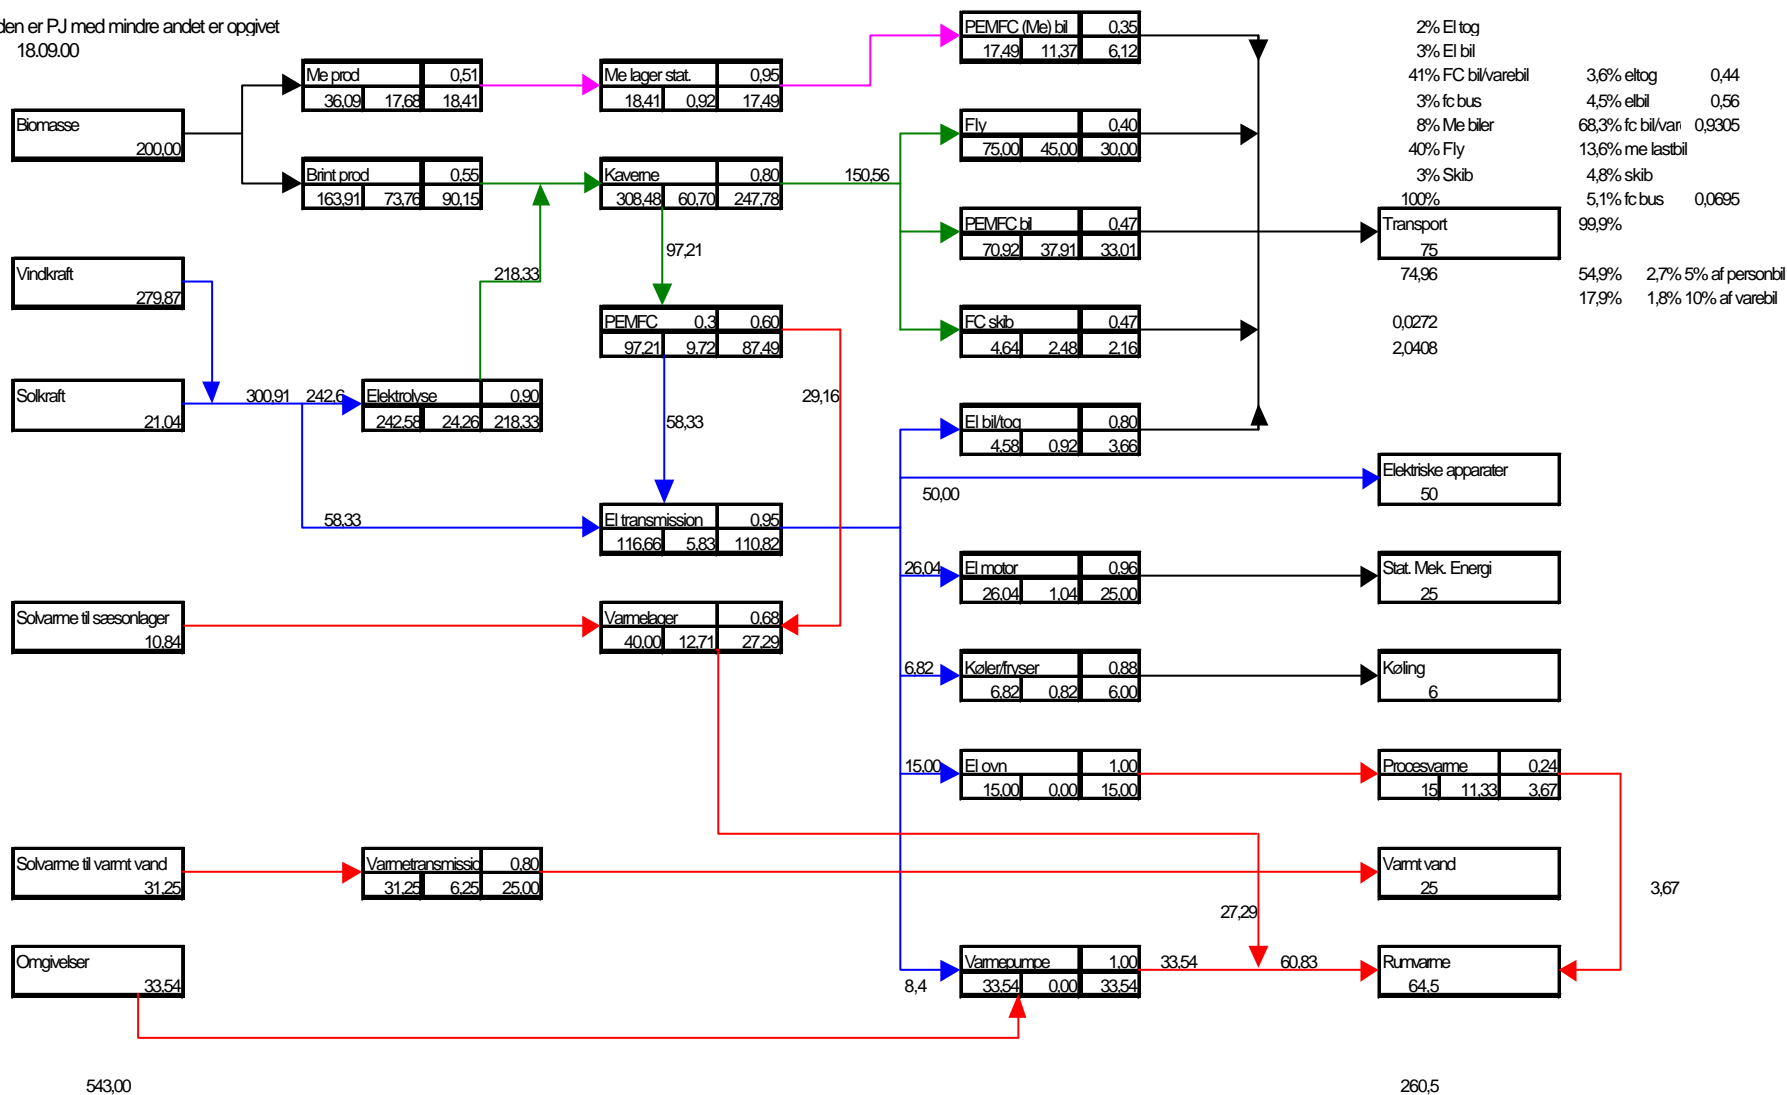 den er PJ med mindre andet er opgivet
18.09.00
Biomasse
200,00
Vindkraft
279,87
Solkraft
21,04
Solvarme til sæsonlager
10,84
Solvarme til varmt vand
31,25
Omgivelser
33,54
543,00
Me prod 0,51
36,09 17,68 18,41
Brint prod 0,55
163,91 73,76 90,15
218,33
300,91 242,6
Elektrolyse 0,90
242,58 24,26 218,33
58,33
Varmetransmissio 0,80
31,25 6,25 25,00
Me lager stat. 0,95
18,41 0,92 17,49
Kaverne 0,80
308,48 60,70 247,78
150,56
97,21
PEMFC 0,3 0,60
97,21 9,72 87,49
29,16
58,33
El transmission 0,95
116,66 5,83 110,82
Varmelager 0,68
40,00 12,71 27,29
PEMFC (Me) bil 0,35
17,49 11,37 6,12
Fly 0,40
75,00 45,00 30,00
PEMFC bil 0,47
70,92 37,91 33,01
FC skib 0,47
4,64 2,48 2,16
El bil/tog 0,80
4,58 0,92 3,66
50,00
26,04
El motor 0,96
26,04 1,04 25,00
6,82
Køler/fryser 0,88
6,82 0,82 6,00
15,00
El ovn 1,00
15,00 0,00 15,00
8,4
Varmepumpe 1,00
33,54 0,00 33,54
33,54
27,29
60,83
2% El tog
3% El bil
41% FC bil/varebil 3,6% eltog 0,44
3% fc bus 4,5% elbil 0,56
8% Me biler 68,3% fc bil/vare 0,9305
40% Fly 13,6% me lastbil
3% Skib 4,8% skib
100% 5,1% fc bus 0,0695
Transport 99,9%
75
74,96 54,9% 2,7% 5% af personbil
17,9% 1,8% 10% af varebil
0,0272
2,0408
Elektriske apparater
50
Stat. Mek. Energi
25
Køling
6
Procesvarme 0,24
15 11,33 3,67
Varmt vand
25
3,67
Rumvarme
64,5
260,5